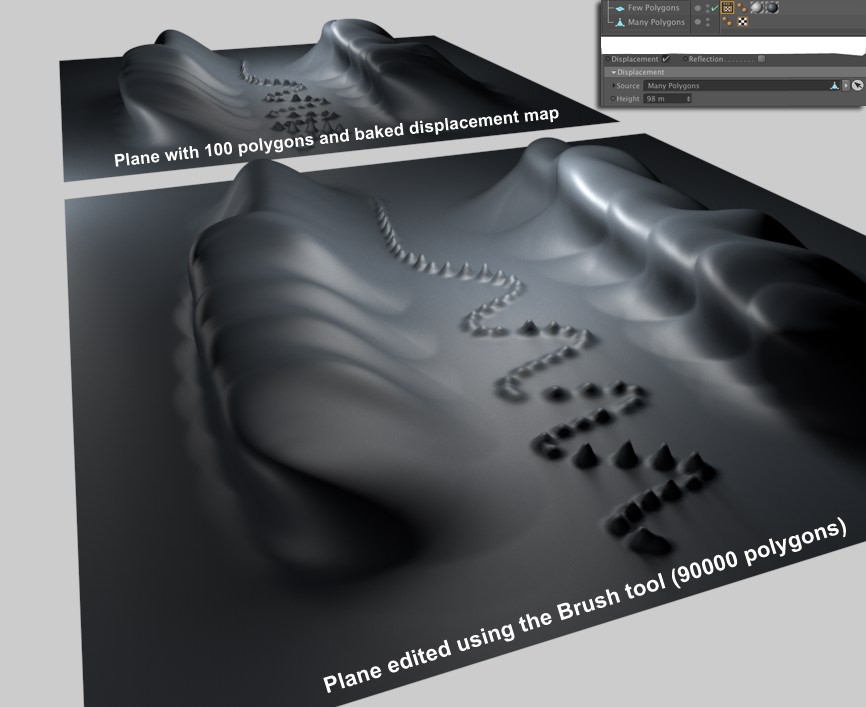 Few Polygons
Many Polygons
Displacement
Reflection........
Displacement
Source Many Polygons
Height 98 m
Plane with 100 polygons and baked displacement map
Plane edited using the Brush tool (90000 polygons)